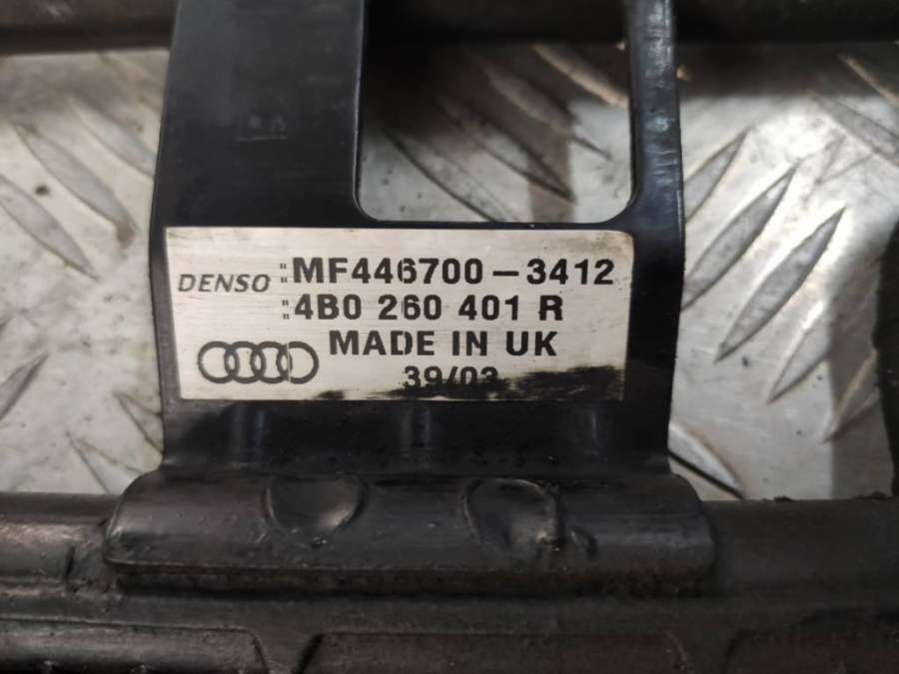 DENSO :MF446700-3412
:4B0 260 401 R
MADE IN UK
39/03